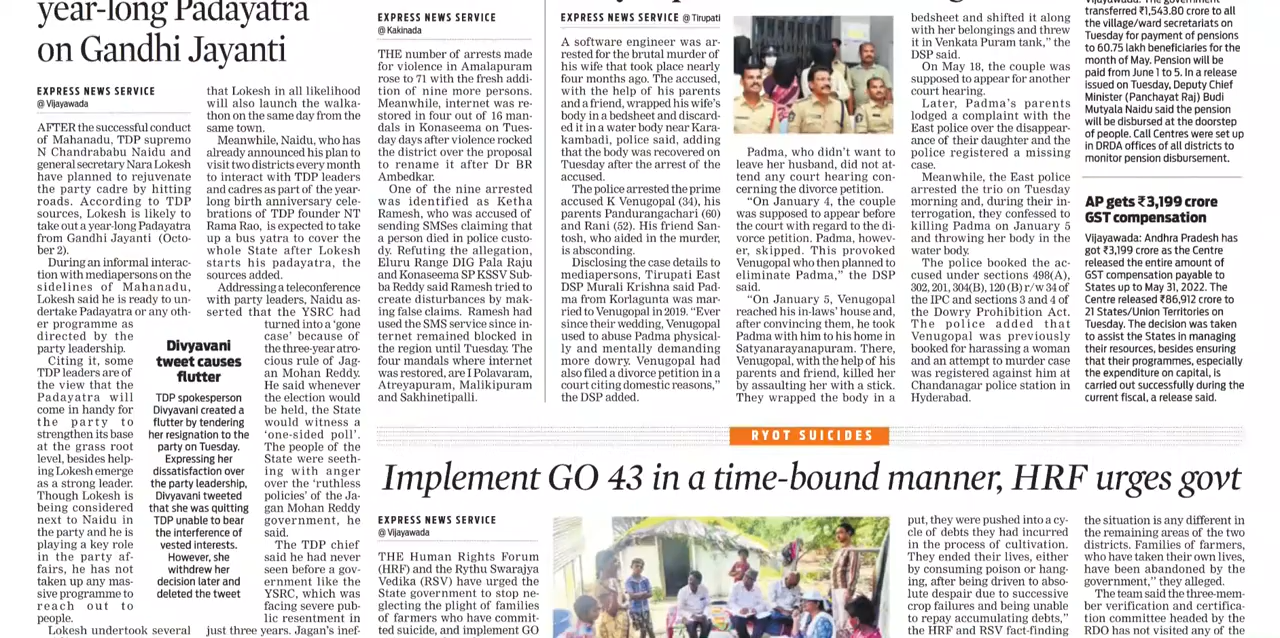 year-long Padayatra
on Gandhi Jayanti
EXPRESS NEWS SERVICE
@ Vijayawada
AFTER the successful conduct
of Mahanadu, TDP supremo
N Chandrababu Naidu and
general secretary Nara Lokesh
have planned to rejuvenate
the party cadre by hitting
roads. According to TDP
sources, Lokesh is likely to
take out a year-long Padayatra
from Gandhi Jayanti (Octo-
ber 2).
During an informal interac-
tion with mediapersons on the
sidelines of Mahanadu,
Lokesh said he is ready to un-
dertake Padayatra or any oth-
er programme as
directed by the
party leadership.
Citing it, some
TDP leaders are of
the view that the
Padayatra will
come in handy for
the party to
strengthen its base
at the grass root
level, besides help-
ing Lokesh emerge
as a strong leader.
Though Lokesh is
being considered
next to Naidu in
the party and he is
playing a key role
in the party af-
fairs, he has not
taken up any mas-
sive programme to
reach out to
people.
Lokesh undertook several
Divyavani
tweet causes
flutter
TDP spokesperson
Divyavani created a
flutter by tendering
her resignation to the
party on Tuesday.
Expressing her
dissatisfaction over
the party leadership,
Divyavani tweeted
that she was quitting
TDP unable to bear
the interference of
vested interests.
However, she
withdrew her
decision later and
deleted the tweet
that Lokesh in all likelihood
will also launch the walka-
thon on the same day from the
same town.
Meanwhile, Naidu, who has
already announced his plan to
visit two districts every month
to interact with TDP leaders
and cadres as part of the year-
long birth anniversary cele-
brations of TDP founder NT
Rama Rao, is expected to take
up a bus yatra to cover the
whole State after Lokesh
starts his padayatra, the
sources added.
Addressing a teleconference
with party leaders, Naidu as-
serted that the YSRC had
turned into a 'gone
case' because of
the three-year atro-
cious rule of Jag-
an Mohan Reddy.
He said whenever
the election would
be held, the State
would witness a
'one-sided poll'.
The people of the
State were seeth-
ing with anger
over the 'ruthless
policies' of the Ja-
gan Mohan Reddy
government, he
said.
The TDP chief
said he had never
seen before a gov-
ernment like the
YSRC, which was
facing severe pub-
lic resentment in
just three years. Jagan's inef-
EXPRESS NEWS SERVICE
@ Kakinada
THE number of arrests made
for violence in Amalapuram
rose to 71 with the fresh addi-
tion of nine more persons.
Meanwhile, internet was re-
stored in four out of 16 man-
dals in Konaseema on Tues-
day days after violence rocked
the district over the proposal
to rename it after Dr BR
Ambedkar.
One of the nine arrested
was identified as Ketha
Ramesh, who was accused of
sending SMSes claiming that
a person died in police custo-
dy. Refuting the allegation,
Eluru Range DIG Pala Raju
and Konaseema SP KSSV Sub-
ba Reddy said Ramesh tried to
create disturbances by mak-
ing false claims. Ramesh had
used the SMS service since in-
ternet remained blocked in
the region until Tuesday. The
four mandals where internet
was restored, are I Polavaram,
Atreyapuram, Malikipuram
and Sakhinetipalli.
EXPRESS NEWS SERVICE @ Tirupati
A software engineer was ar-
rested for the brutal murder of
his wife that took place nearly
four months ago. The accused,
with the help of his parents
and a friend, wrapped his wife's
body in a bedsheet and discard-
ed it in a water body near Kara-
kambadi, police said, adding
that the body was recovered on
Tuesday after the arrest of the
accused.
The police arrested the prime
accused K Venugopal (34), his
parents Pandurangachari (60)
and Rani (52). His friend San-
tosh, who aided in the murder,
is absconding.
Disclosing the case details to
mediapersons, Tirupati East
DSP Murali Krishna said Pad-
ma from Korlagunta was mar-
ried to Venugopal in 2019. "Ever
since their wedding, Venugopal
used to abuse Padma physical-
ly and mentally demanding
more dowry. Venugopal had
also filed a divorce petition in a
court citing domestic reasons,"
the DSP added.
Padma, who didn't want to
leave her husband, did not at-
tend any court hearing con-
cerning the divorce petition.
"On January 4, the couple
was supposed to appear before
the court with regard to the di-
vorce petition. Padma, howev-
er, skipped. This provoked
Venugopal who then planned to
eliminate Padma," the DSP
said.
"On January 5, Venugopal
reached his in-laws' house and,
after convincing them, he took
Padma with him to his home in
Satyanarayanapuram. There,
Venugopal, with the help of his
parents and friend, killed her
by assaulting her with a stick.
They wrapped the body in a
bedsheet and shifted it along
with her belongings and threw
it in Venkata Puram tank," the
DSP said.
On May 18, the couple was
supposed to appear for another
court hearing.
Later, Padma's parents
lodged a complaint with the
East police over the disappear-
ance of their daughter and the
police registered a missing
case.
Meanwhile, the East police
arrested the trio on Tuesday
morning and, during their in-
terrogation, they confessed to
killing Padma on January 5
and throwing her body in the
water body.
The police booked the ac-
cused under sections 498(A),
302, 201, 304(B), 120 (B) r/w 34 of
the IPC and sections 3 and 4 of
the Dowry Prohibition Act.
The police added that
Venugopal was previously
booked for harassing a woman
and an attempt to murder case
was registered against him at
Chandanagar police station in
Hyderabad.
Vijayawada: The government
transferred ₹1,543.80 crore to all
the village/ward secretariats on
Tuesday for payment of pensions
to 60.75 lakh beneficiaries for the
month of May. Pension will be
paid from June 1 to 5. In a release
issued on Tuesday, Deputy Chief
Minister (Panchayat Raj) Budi
Mutyala Naidu said the pension
will be disbursed at the doorstep
of people. Call Centres were set up
in DRDA offices of all districts to
monitor pension disbursement.
AP gets ₹3,199 crore
GST compensation
Vijayawada: Andhra Pradesh has
got ₹3,199 crore as the Centre
released the entire amount of
GST compensation payable to
States up to May 31, 2022. The
Centre released ₹86,912 crore to
21 States/Union Territories on
Tuesday. The decision was taken
to assist the States in managing
their resources, besides ensuring
that their programmes, especially
the expenditure on capital, is
carried out successfully during the
current fiscal, a release said.
RYOT SUICIDES
Implement GO 43 in a time-bound manner, HRF urges govt
EXPRESS NEWS SERVICE
@ Vijayawada
THE Human Rights Forum
(HRF) and the Rythu Swarajya
Vedika (RSV) have urged the
State government to stop ne-
glecting the plight of families
of farmers who have commit-
ted suicide, and implement GO
put, they were pushed into a cy-
cle of debts they had incurred
in the process of cultivation.
They ended their lives, either
by consuming poison or hang-
ing, after being driven to abso-
lute despair due to successive
crop failures and being unable
to repay accumulating debts,"
the HRF and RSV fact-finding
the situation is any different in
the remaining areas of the two
districts. Families of farmers,
who have taken their own lives,
have been abandoned by the
government," they alleged.
The team said the three-mem-
ber verification and certifica-
tion committee headed by the
RDO has not visited any of the